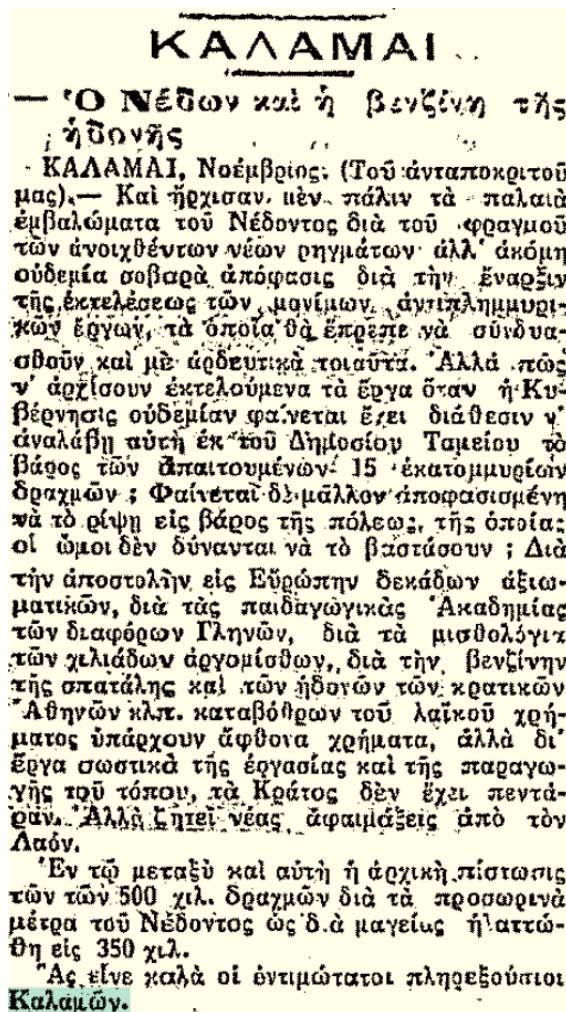 ΚΑΛΑΜΑΙ
— Ὁ Νέδων καὶ ἡ βενζίνη τῆς
ἡδονῆς
ΚΑΛΑΜΑΙ, Νοέμβριος. (Τοῦ ἀνταποκριτοῦ
μας).— Καὶ ἤρχισαν μὲν πάλιν τὰ παλαιὰ
ἐμβαλώματα τοῦ Νέδοντος διὰ τοῦ φραγμοῦ
τῶν ἀνοιχθέντων νέων ρηγμάτων ἀλλ' ἀκόμη
οὐδεμία σοβαρὰ ἀπόφασις διὰ τὴν ἔναρξιν
τῆς ἐκτελέσεως τῶν μονίμων ἀντιπλημμυρι-
κῶν ἔργων, τὰ ὁποῖα θὰ ἔπρεπε νὰ συνδυα-
σθοῦν καὶ μὲ ἀρδευτικὰ τοιαῦτα. Ἀλλὰ πῶς
ν' ἀρχίσουν ἐκτελούμενα τὰ ἔργα ὅταν ἡ Κυ-
βέρνησις οὐδεμίαν φαίνεται ἔχει διάθεσιν ν'
ἀναλάβῃ αὐτὴ ἐκ τοῦ Δημοσίου Ταμείου τὸ
βάρος τῶν ἀπαιτουμένων 15 ἑκατομμυρίων
δραχμῶν ; Φαίνεται δὲ μᾶλλον ἀποφασισμένη
νὰ τὸ ρίψῃ εἰς βάρος τῆς πόλεως, τῆς ὁποίας
οἱ ὦμοι δὲν δύνανται νὰ τὸ βαστάσουν ; Διὰ
τὴν ἀποστολὴν εἰς Εὐρώπην δεκάδων ἀξιω-
ματικῶν, διὰ τὰς παιδαγωγικὰς Ἀκαδημίας
τῶν διαφόρων Γληνῶν, διὰ τὰ μισθολόγια
τῶν χιλιάδων ἀργομίσθων, διὰ τὴν βενζίνην
τῆς σπατάλης καὶ τῶν ἡδονῶν τῶν κρατικῶν
Ἀθηνῶν κλπ. καταβόθρων τοῦ λαϊκοῦ χρή-
ματος ὑπάρχουν ἄφθονα χρήματα, ἀλλὰ δι'
ἔργα σωστικὰ τῆς ἐργασίας καὶ τῆς παραγω-
γῆς τοῦ τόπου, τὰ Κράτος δὲν ἔχει πεντά-
ραν. Ἀλλὰ ζητεῖ νέας ἀφαιμάξεις ἀπὸ τὸν
Λαόν.
Ἐν τῷ μεταξὺ καὶ αὐτὴ ἡ ἀρχικὴ πίστωσις
τῶν τῶν 500 χιλ. δραχμῶν διὰ τὰ προσωρινὰ
μέτρα τοῦ Νέδοντος ὡς διὰ μαγείας ἠλαττώ-
θη εἰς 350 χιλ.
Ἂς εἶνε καλὰ οἱ ἐντιμώτατοι πληρεξούσιοι
Καλαμῶν.